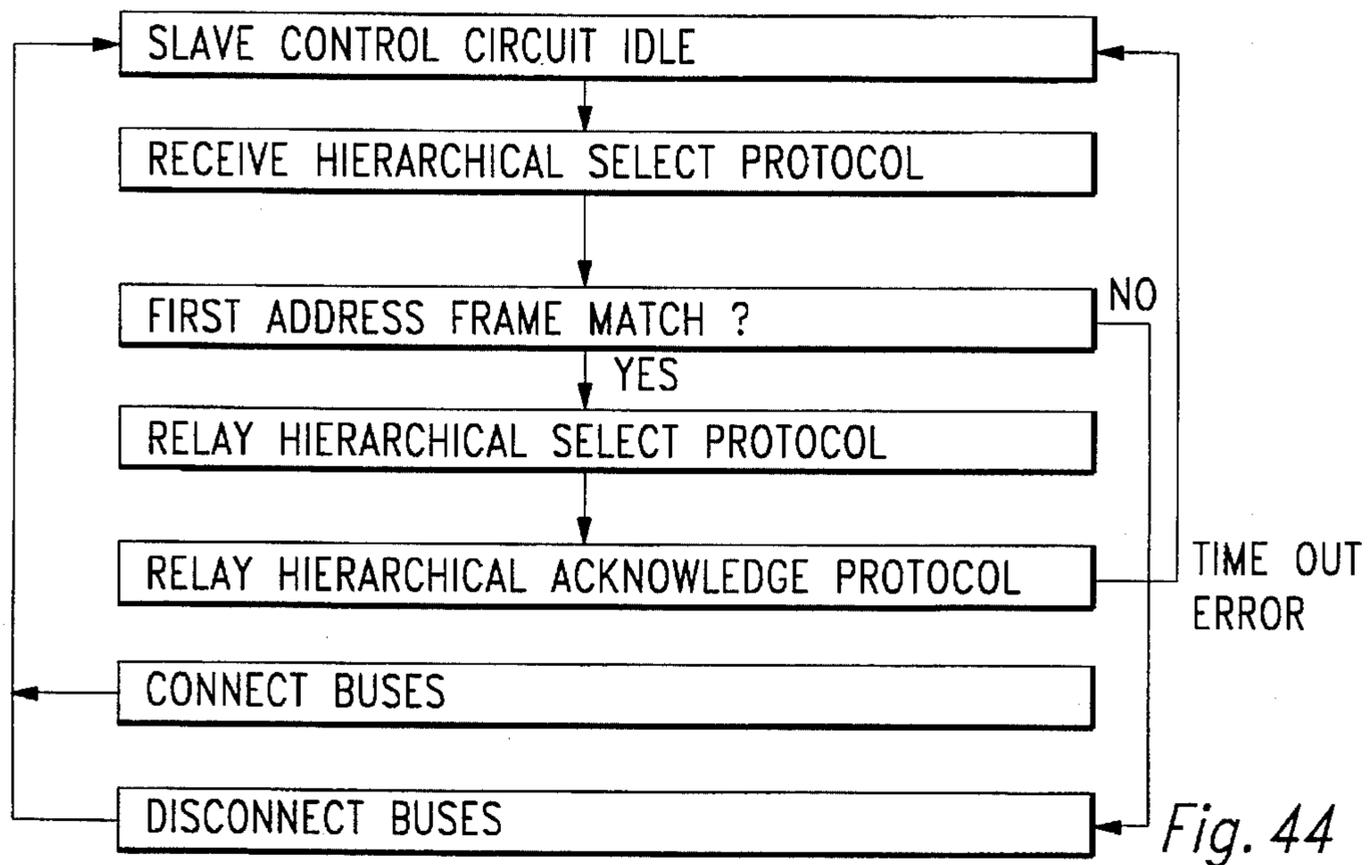 SLAVE CONTROL CIRCUIT IDLE
RECEIVE HIERARCHICAL SELECT PROTOCOL
FIRST ADDRESS FRAME MATCH ?
NO
YES
RELAY HIERARCHICAL SELECT PROTOCOL
RELAY HIERARCHICAL ACKNOWLEDGE PROTOCOL
TIME OUT
ERROR
CONNECT BUSES
DISCONNECT BUSES
Fig. 44